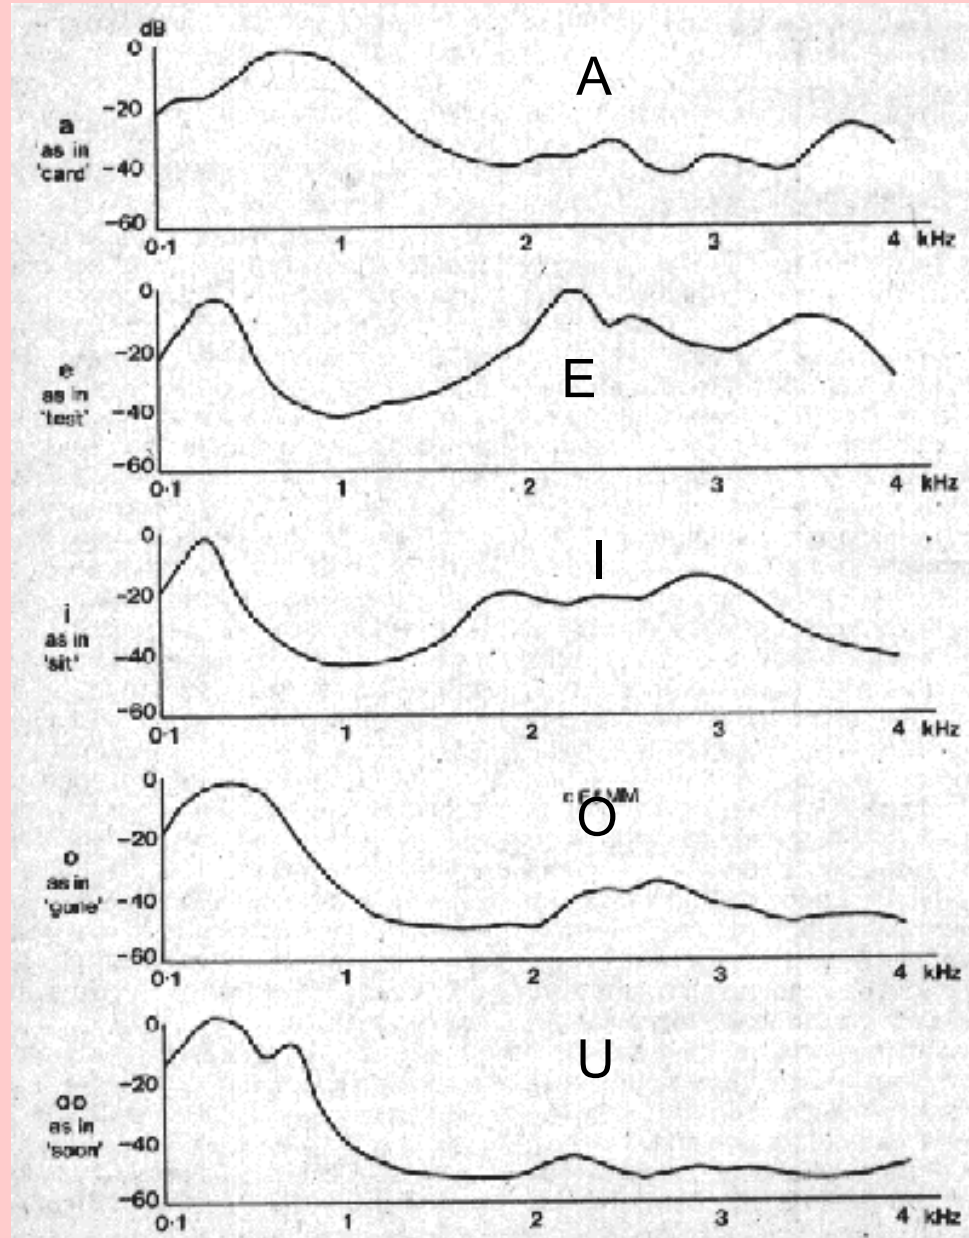 dB
0
A
-20
a
as in
'card'
-40
-60
0·1 1 2 3 4 kHz
0
-20
E
e
as in
'test'
-40
-60
0·1 1 2 3 4 kHz
0
I
-20
i
as in
'sit'
-40
-60
0·1 1 2 3 4 kHz
0
O
-20
o
as in
'gone'
-40
-60
0·1 1 2 3 4 kHz
0
U
-20
oo
as in
'soon'
-40
-60
0·1 1 2 3 4 kHz